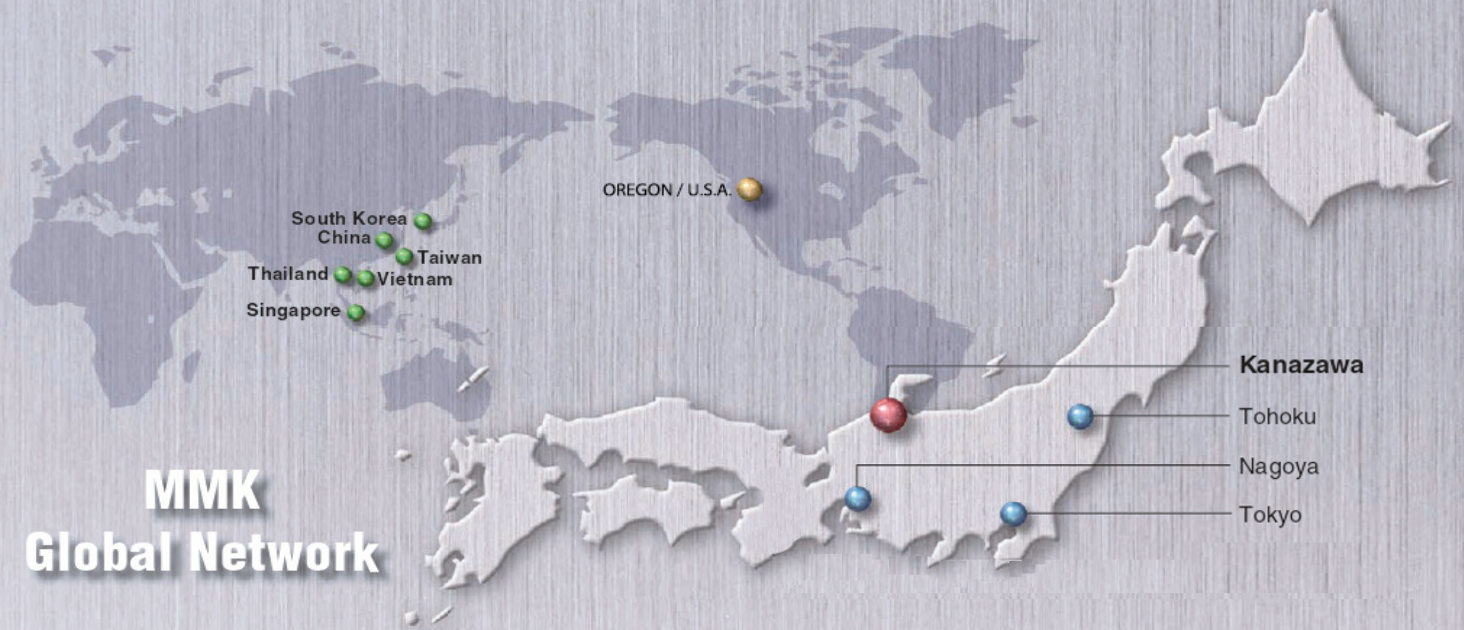 OREGON / U.S.A.
South Korea
China
Taiwan
Thailand
Vietnam
Singapore
Kanazawa
Tohoku
Nagoya
Tokyo
MMK
Global Network